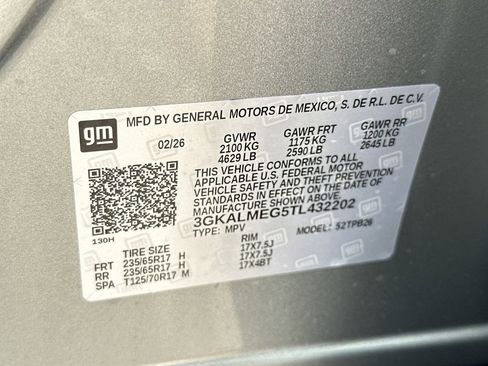 gm
MFD BY GENERAL MOTORS DE MEXICO, S. DE R.L. DE C.V.
02/26 GVWR GAWR FRT GAWR RR
2100 KG 1175 KG 1200 KG
4629 LB 2590 LB 2645 LB
THIS VEHICLE CONFORMS TO ALL
APPLICABLE U.S. FEDERAL MOTOR
VEHICLE SAFETY AND THEFT PREVENTION
STANDARDS IN EFFECT ON THE DATE OF
MANUFACTURE SHOWN ABOVE
3GKALMEG5TL432202
TYPE: MPV MODEL: 52TPB26
130H
TIRE SIZE RIM
FRT 235/65R17 H 17X7.5J
RR 235/65R17 H 17X7.5J
SPA T125/70R17 M 17X4BT